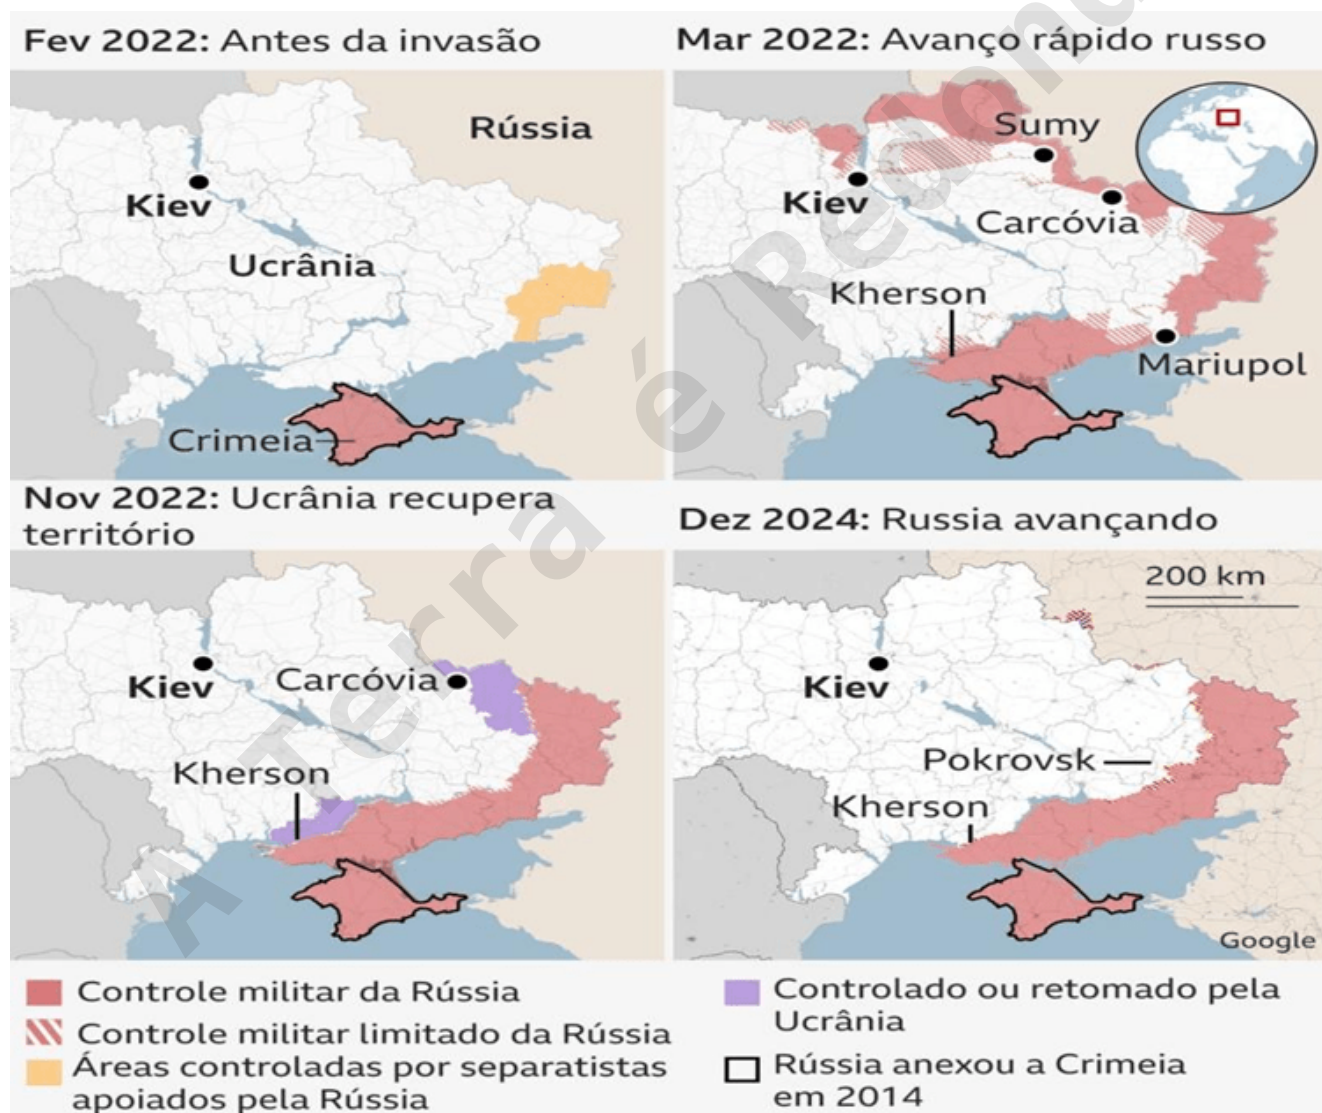 Fev 2022: Antes da invasão
Rússia
Kiev
Ucrânia
Crimeia
Mar 2022: Avanço rápido russo
Sumy
Kiev
Carcóvia
Kherson
Mariupol
Nov 2022: Ucrânia recupera
território
Carcóvia
Kiev
Kherson
Dez 2024: Russia avançando
200 km
Kiev
Pokrovsk
Kherson
Google
Controle militar da Rússia
Controle militar limitado da Rússia
Áreas controladas por separatistas
apoiados pela Rússia
Controlado ou retomado pela
Ucrânia
Rússia anexou a Crimeia
em 2014
A Terra é Redonda